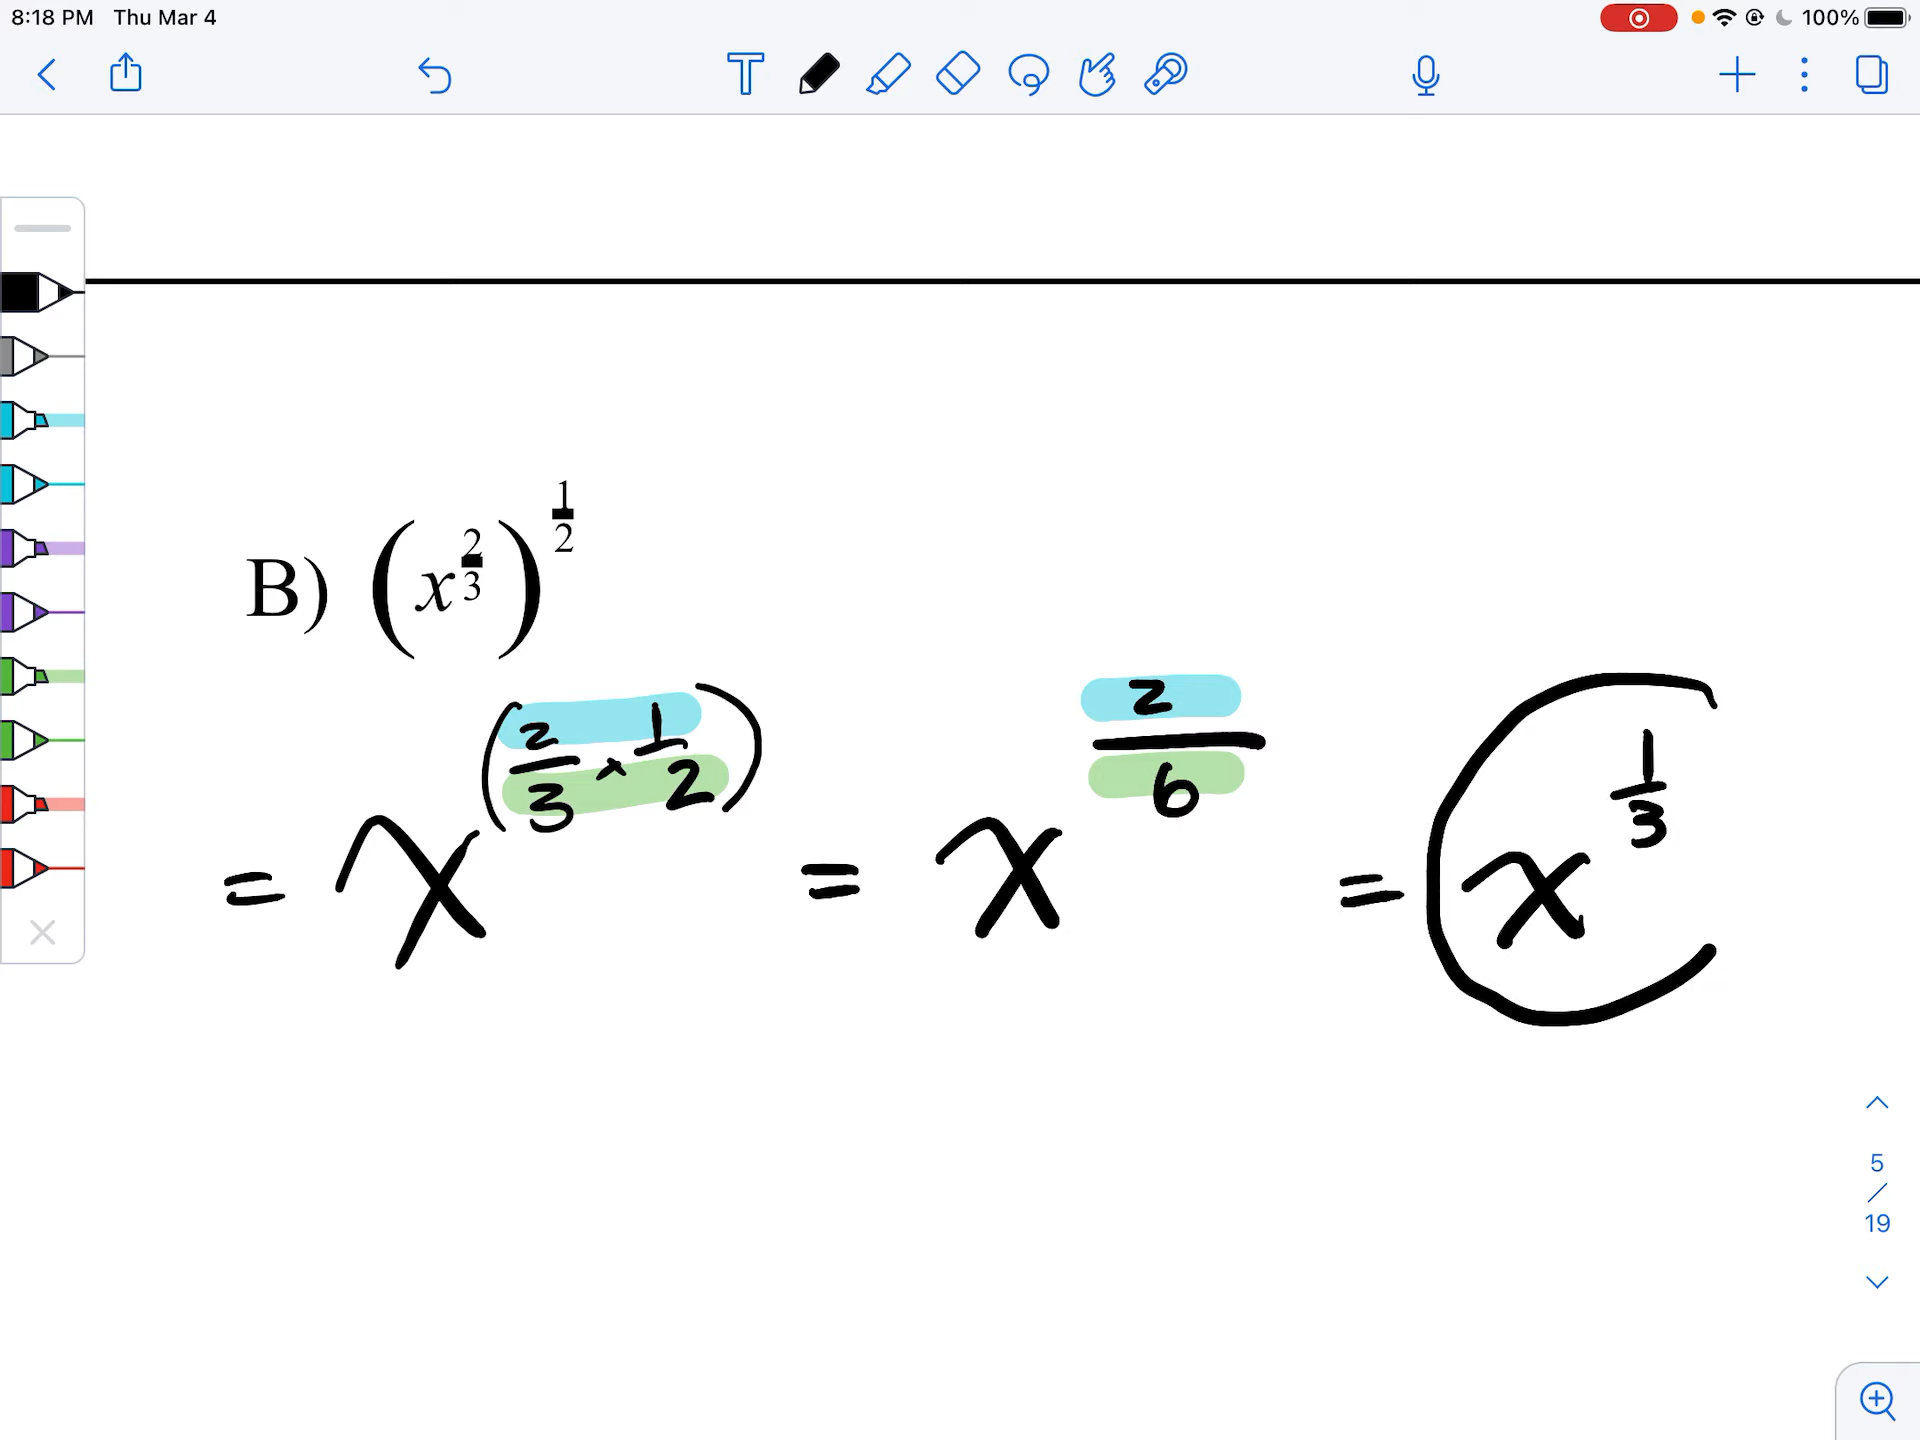 8:18 PM Thu Mar 4 100%
T
B) (x^{2/3})^{1/2}
= x^{(2/3 × 1/2)} = x^{2/6} = x^{1/3}
5
/
19